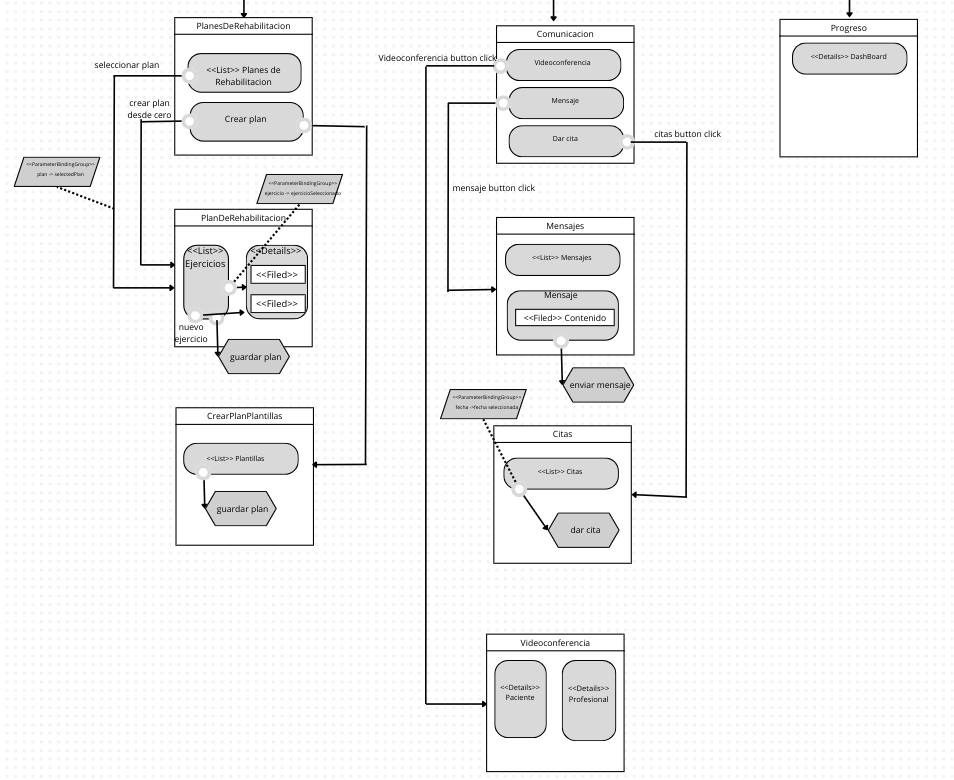 PlanesDeRehabilitacion
seleccionar plan
<<List>> Planes de
Rehabilitacion
crear plan
desde cero
Crear plan
<<ParameterBindingGroup>>
plan -> selectedPlan
<<ParameterBindingGroup>>
ejercicio -> ejercicioSeleccionado
PlanDeRehabilitacion
<<List>>
Ejercicios
<<Details>>
<<Filed>>
<<Filed>>
nuevo
ejercicio
guardar plan
CrearPlanPlantillas
<<List>> Plantillas
guardar plan
Comunicacion
Videoconferencia button click
Videoconferencia
Mensaje
Dar cita
citas button click
mensaje button click
Mensajes
<<List>> Mensajes
Mensaje
<<Filed>> Contenido
enviar mensaje
<<ParameterBindingGroup>>
fecha ->fecha seleccionada
Citas
<<List>> Citas
dar cita
Videoconferencia
<<Details>>
Paciente
<<Details>>
Profesional
Progreso
<<Details>> DashBoard